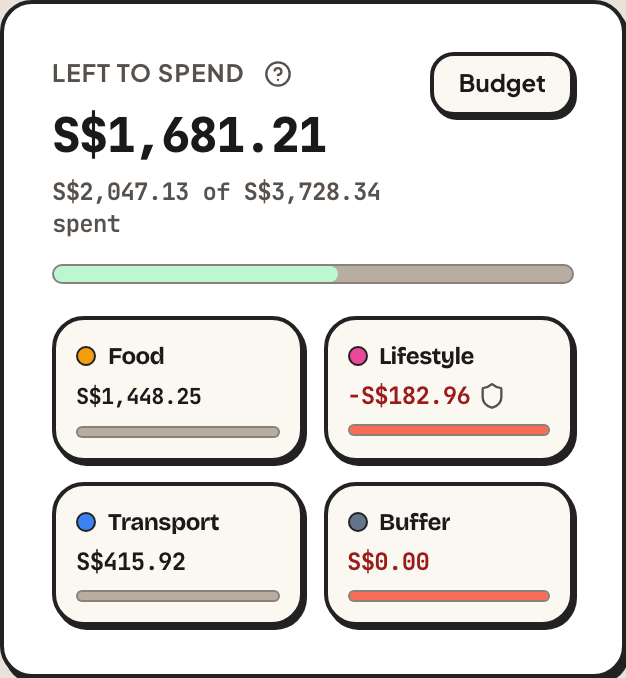 LEFT TO SPEND
Budget
S$1,681.21
S$2,047.13 of S$3,728.34
spent
Food
S$1,448.25
Lifestyle
-S$182.96
Transport
S$415.92
Buffer
S$0.00